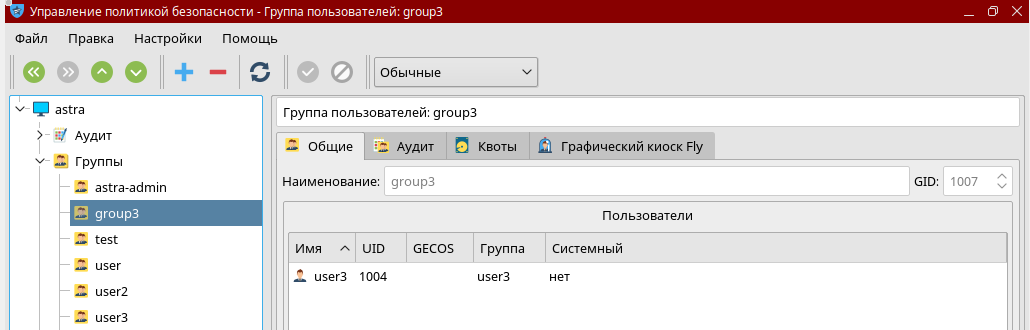 Управление политикой безопасности - Группа пользователей: group3
Файл Правка Настройки Помощь
Обычные
astra
Аудит
Группы
astra-admin
group3
test
user
user2
user3
Группа пользователей: group3
Общие Аудит Квоты Графический киоск Fly
Наименование: group3 GID: 1007
Пользователи
Имя UID GECOS Группа Системный
user3 1004 user3 нет